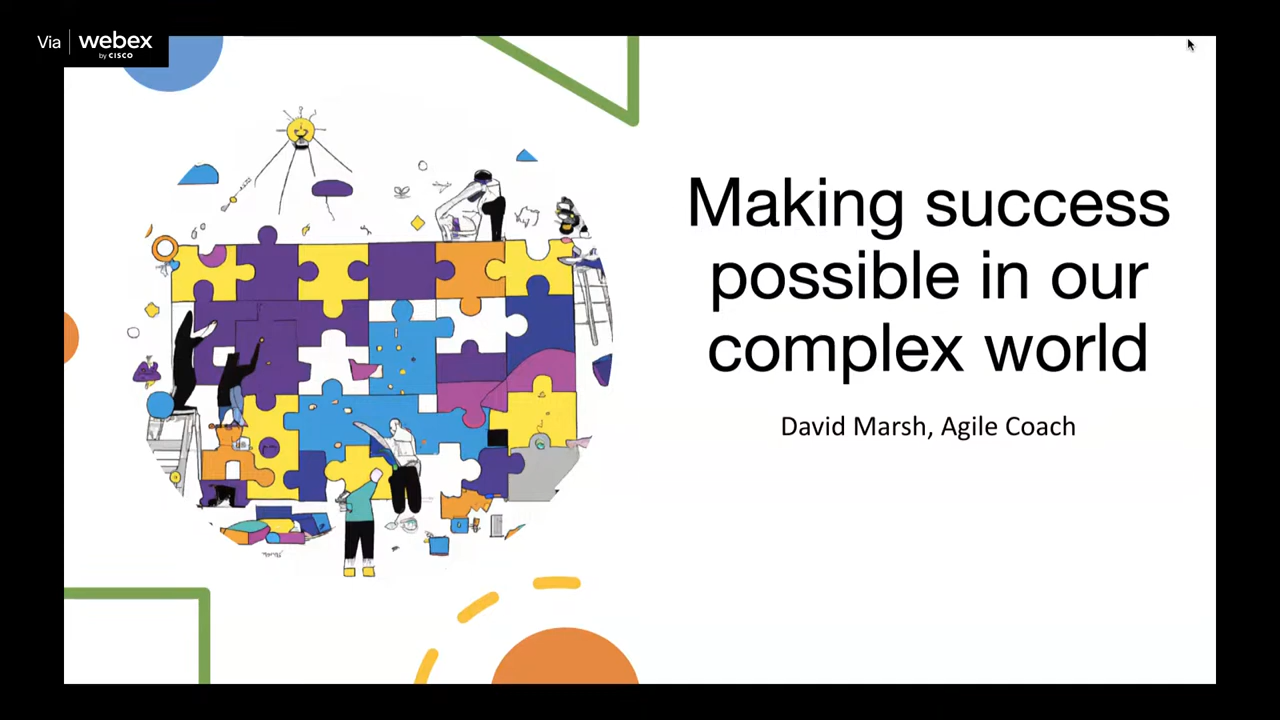 Via webex
by CISCO
Making success
possible in our
complex world
David Marsh, Agile Coach